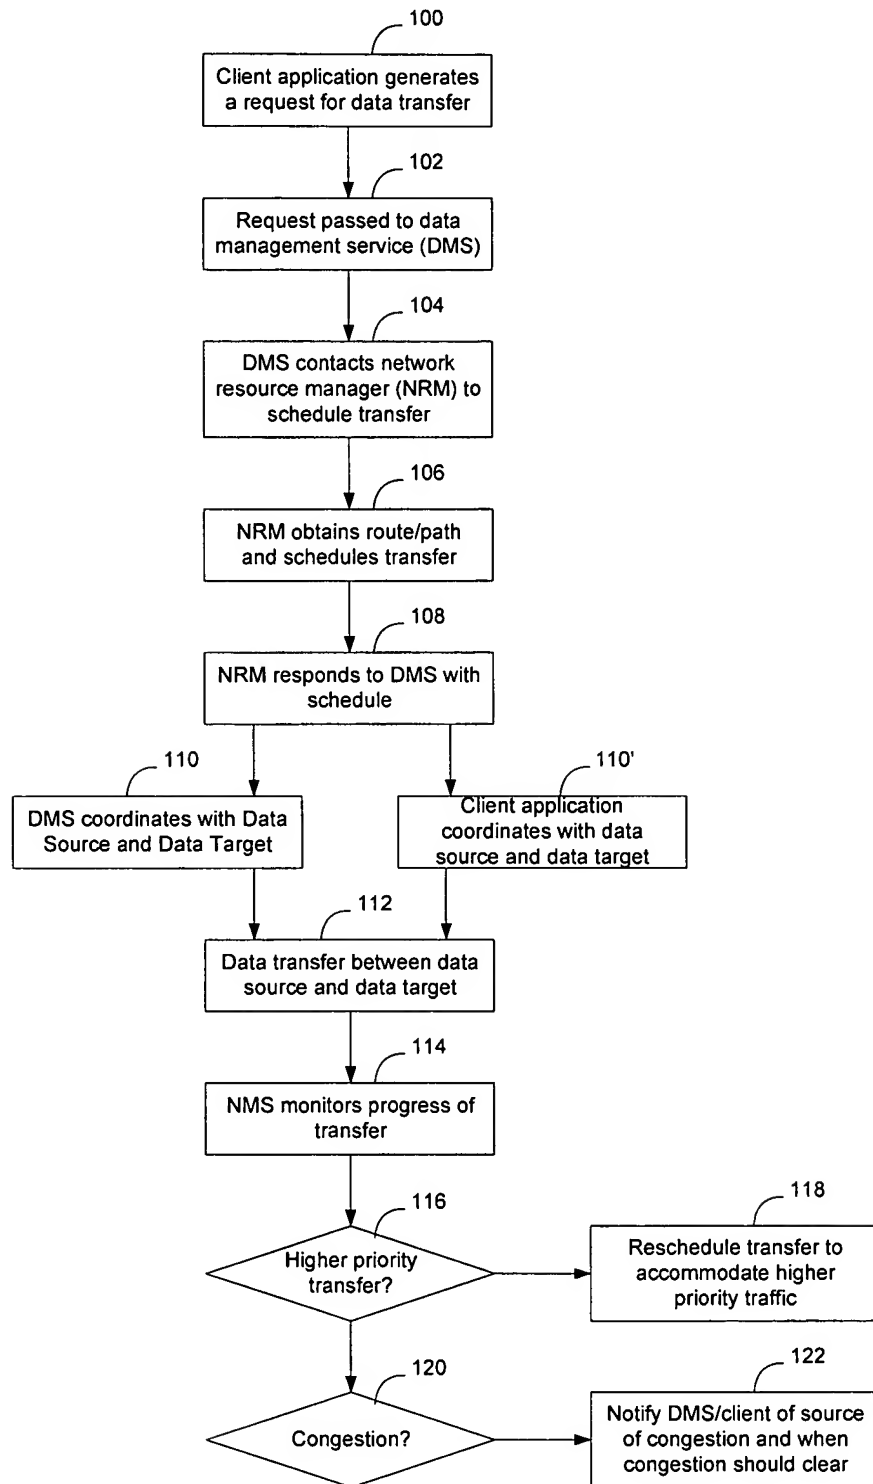 100
Client application generates
a request for data transfer
102
Request passed to data
management service (DMS)
104
DMS contacts network
resource manager (NRM) to
schedule transfer
106
NRM obtains route/path
and schedules transfer
108
NRM responds to DMS with
schedule
110
DMS coordinates with Data
Source and Data Target
110'
Client application
coordinates with data
source and data target
112
Data transfer between data
source and data target
114
NMS monitors progress of
transfer
116
Higher priority
transfer?
118
Reschedule transfer to
accommodate higher
priority traffic
120
Congestion?
122
Notify DMS/client of source
of congestion and when
congestion should clear